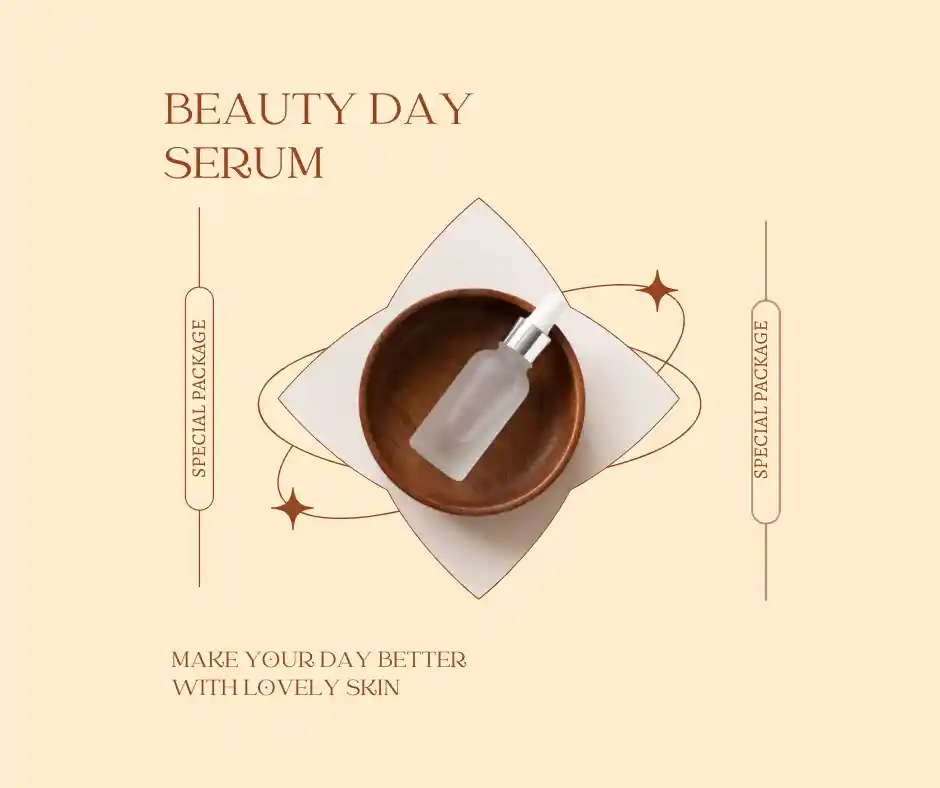 BEAUTY DAY
SERUM
SPECIAL PACKAGE
SPECIAL PACKAGE
MAKE YOUR DAY BETTER
WITH LOVELY SKIN